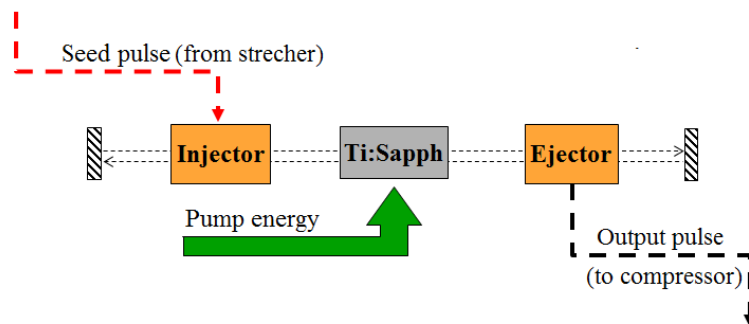 Seed pulse (from strecher)
Injector
Ti:Sapph
Ejector
Pump energy
Output pulse
(to compressor)